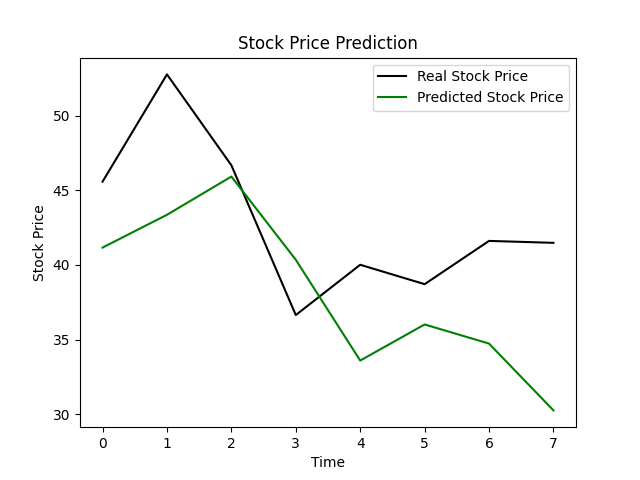 Stock Price Prediction
Real Stock Price
Predicted Stock Price
Stock Price
50
45
40
35
30
0 1 2 3 4 5 6 7
Time